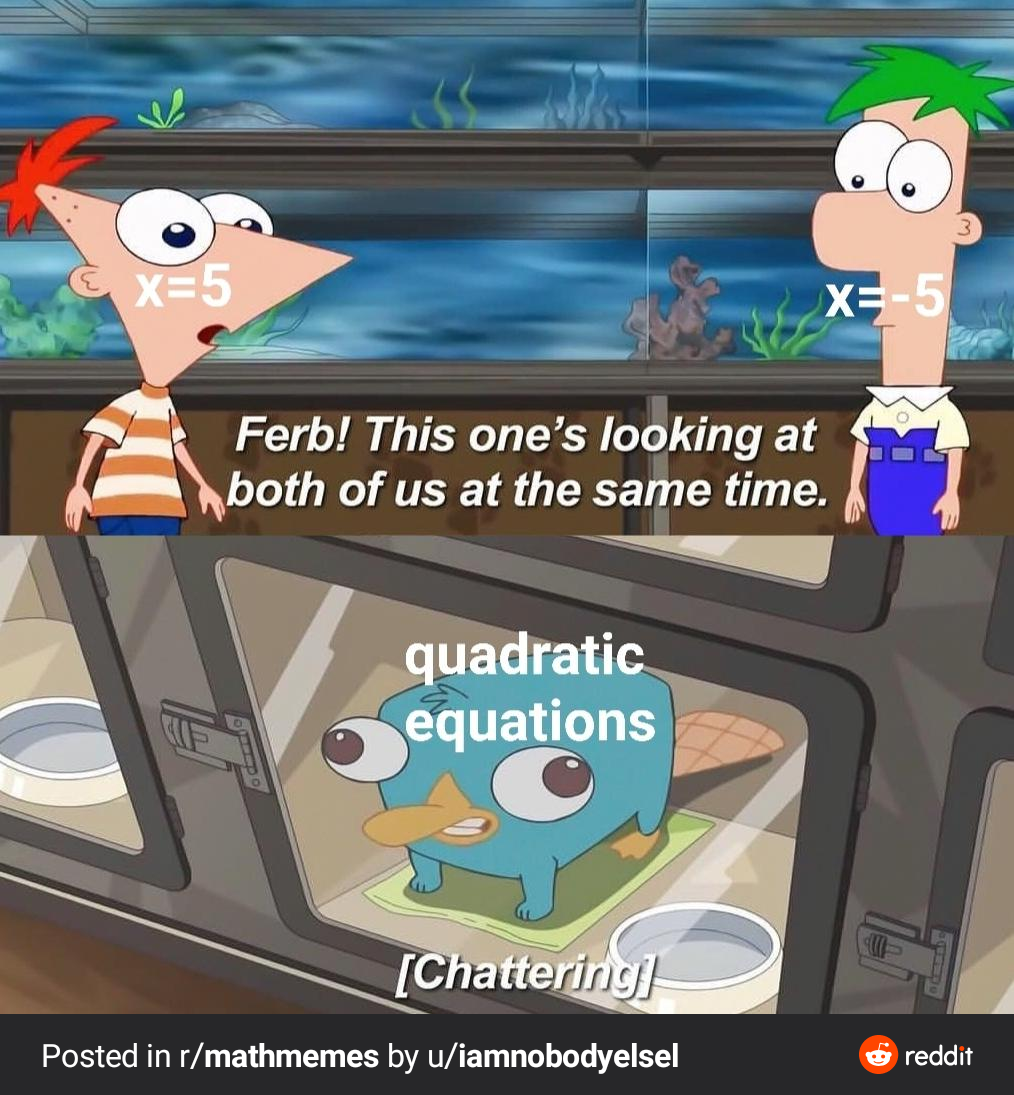 x=5
x=-5
Ferb! This one's looking at
both of us at the same time.
quadratic
equations
[Chattering]
Posted in r/mathmemes by u/iamnobodyelsel
reddit